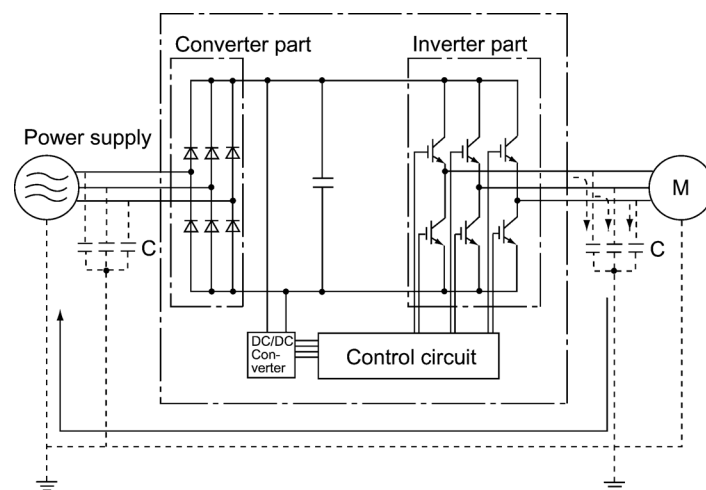 Converter part
Inverter part
Power supply
M
C
C
DC/DC
Con-
verter
Control circuit